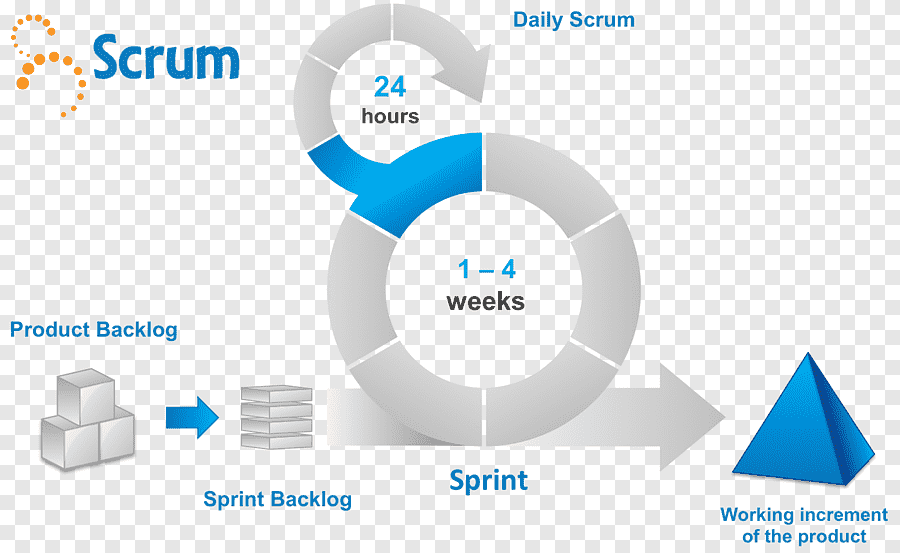 Scrum
Daily Scrum
24
hours
1 – 4
weeks
Product Backlog
Sprint Backlog
Sprint
Working increment
of the product